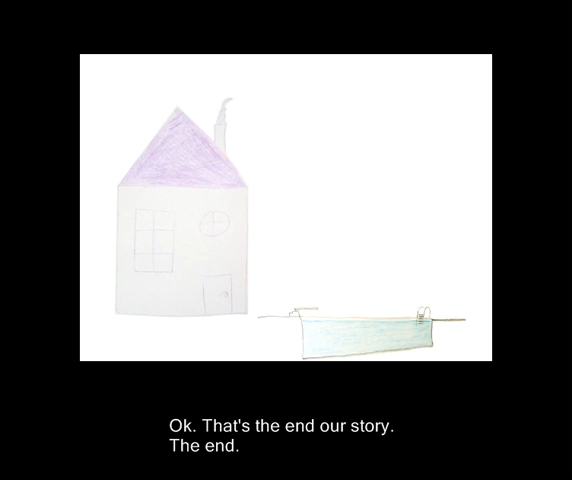 Ok. That's the end our story.
The end.